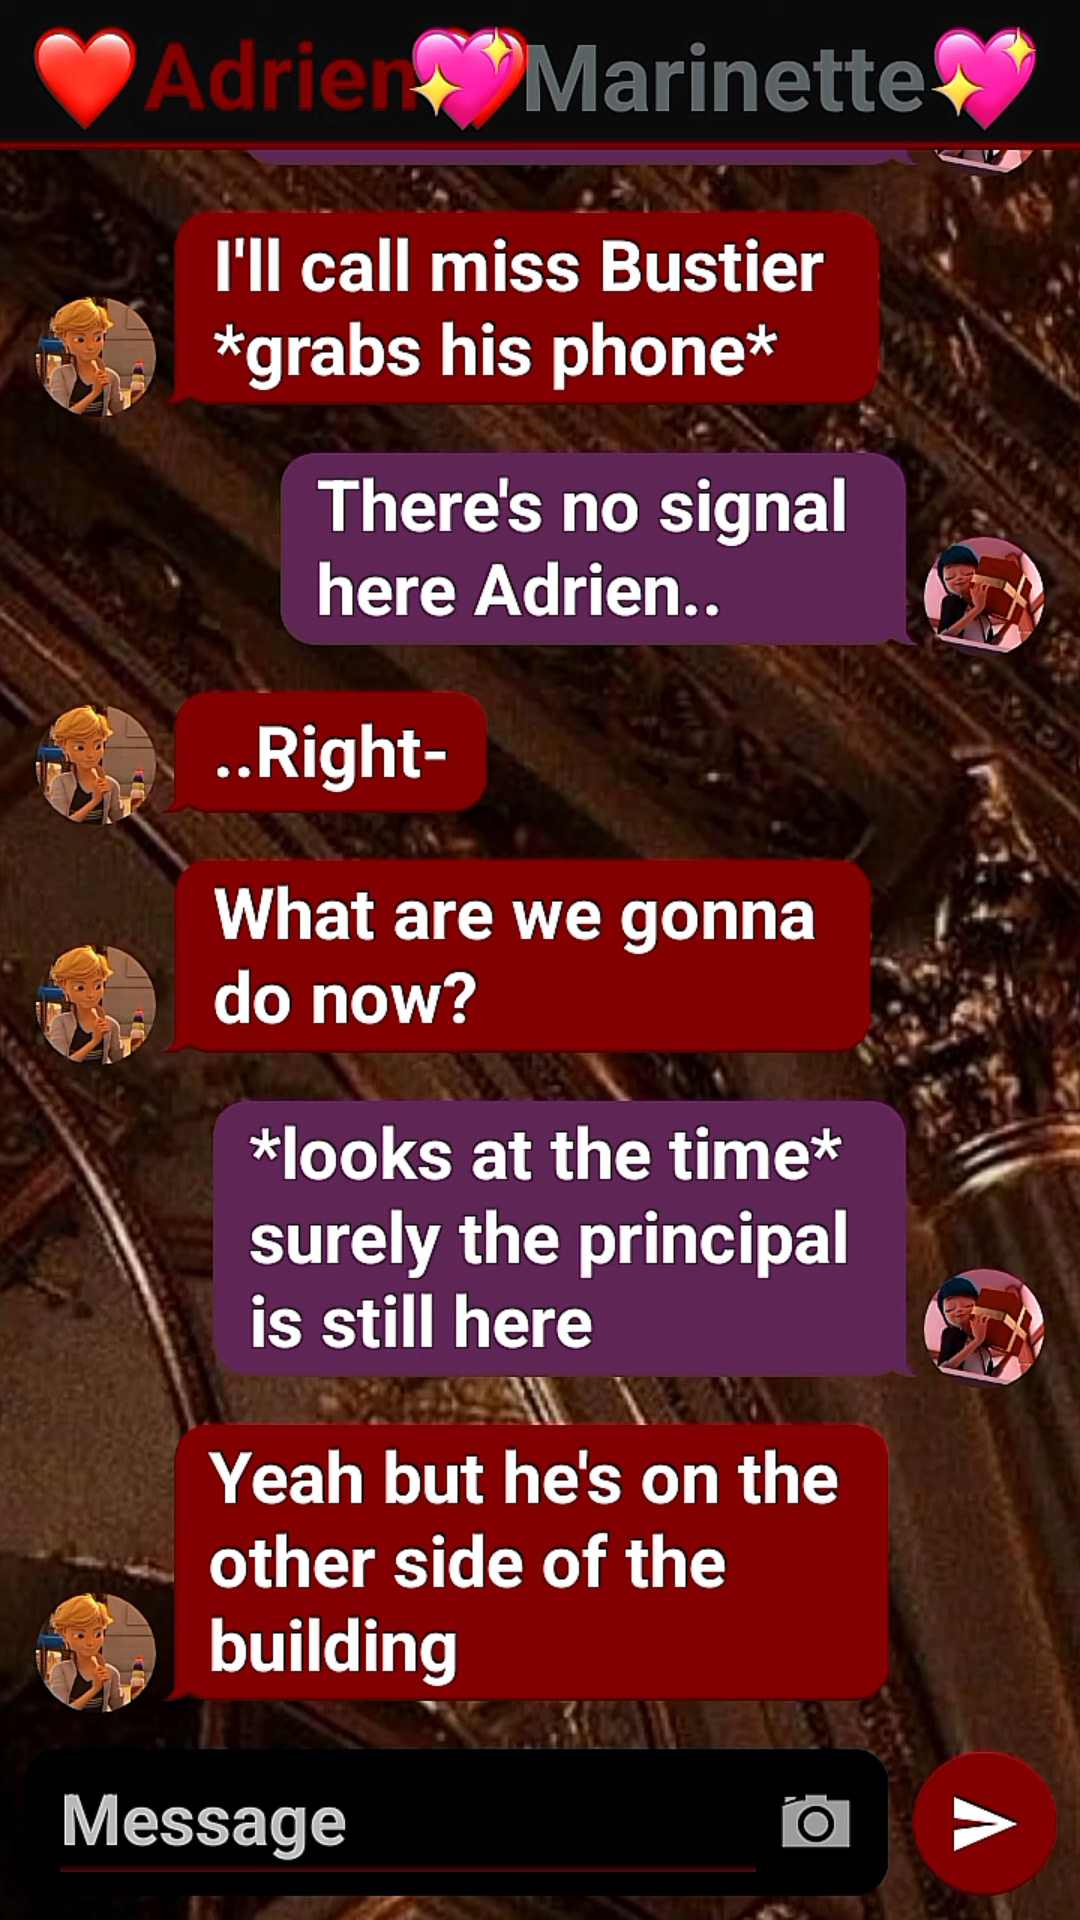 ❤️Adrien💖Marinette💖
I'll call miss Bustier
*grabs his phone*
There's no signal
here Adrien..
..Right-
What are we gonna
do now?
*looks at the time*
surely the principal
is still here
Yeah but he's on the
other side of the
building
Message